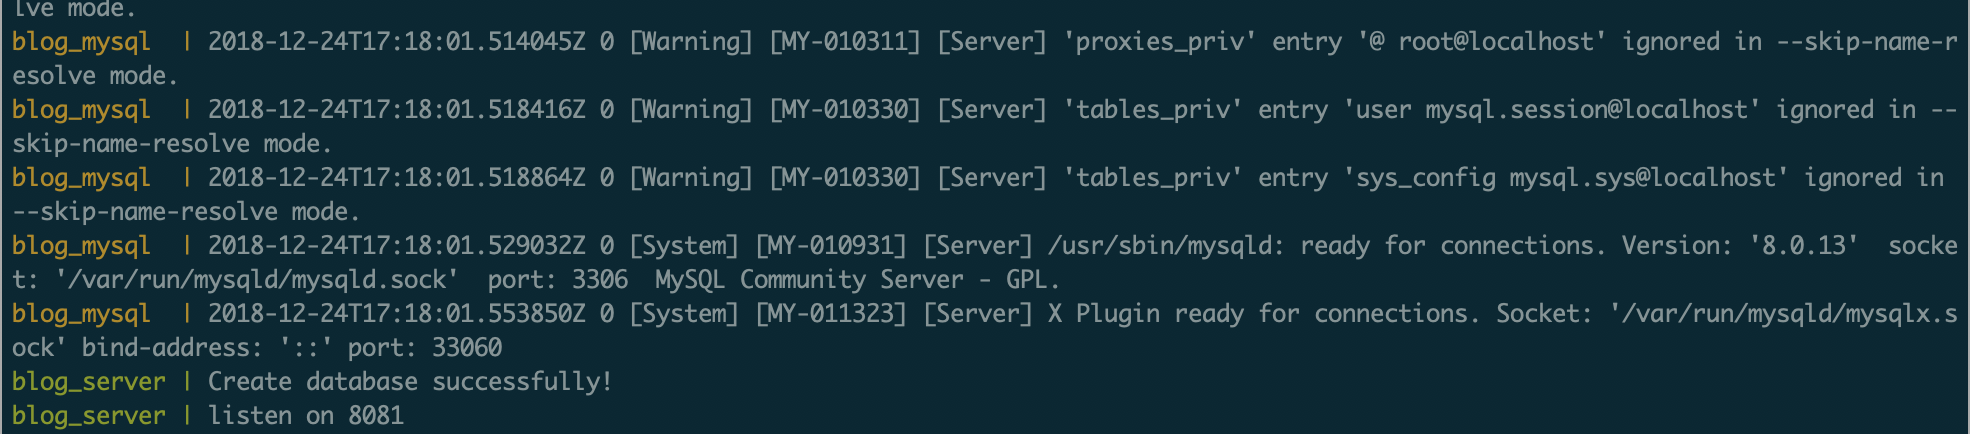 lve mode.
blog_mysql  | 2018-12-24T17:18:01.514045Z 0 [Warning] [MY-010311] [Server] 'proxies_priv' entry '@ root@localhost' ignored in --skip-name-r
esolve mode.
blog_mysql  | 2018-12-24T17:18:01.518416Z 0 [Warning] [MY-010330] [Server] 'tables_priv' entry 'user mysql.session@localhost' ignored in --
skip-name-resolve mode.
blog_mysql  | 2018-12-24T17:18:01.518864Z 0 [Warning] [MY-010330] [Server] 'tables_priv' entry 'sys_config mysql.sys@localhost' ignored in
--skip-name-resolve mode.
blog_mysql  | 2018-12-24T17:18:01.529032Z 0 [System] [MY-010931] [Server] /usr/sbin/mysqld: ready for connections. Version: '8.0.13'  socke
t: '/var/run/mysqld/mysqld.sock'  port: 3306  MySQL Community Server - GPL.
blog_mysql  | 2018-12-24T17:18:01.553850Z 0 [System] [MY-011323] [Server] X Plugin ready for connections. Socket: '/var/run/mysqld/mysqlx.s
ock' bind-address: '::' port: 33060
blog_server | Create database successfully!
blog_server | listen on 8081